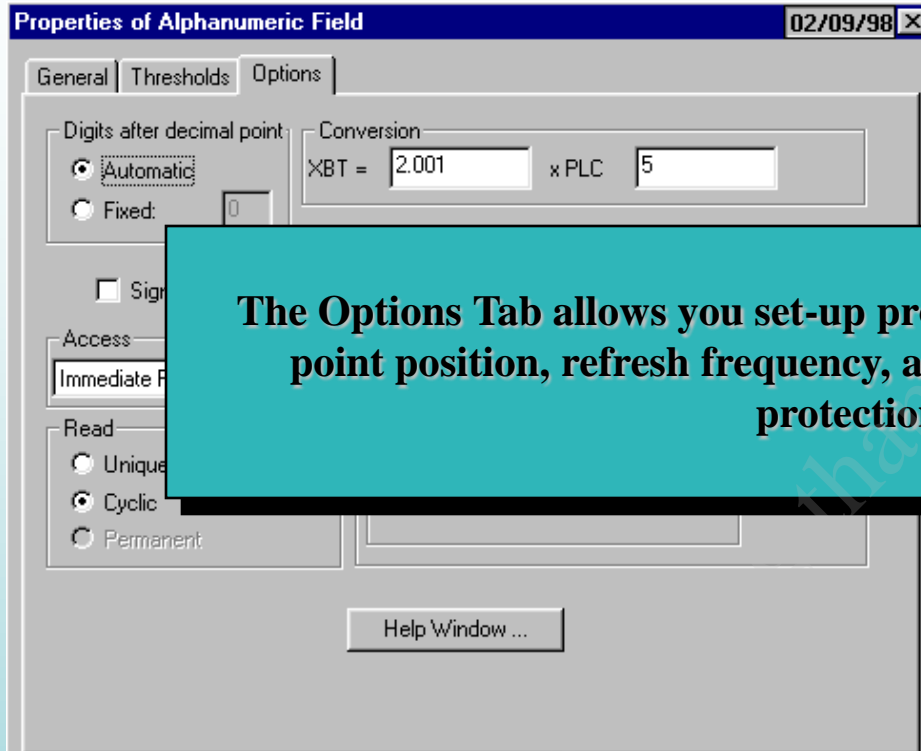 Properties of Alphanumeric Field 02/09/98
General Thresholds Options
Digits after decimal point Conversion
Automatic XBT = 2.001 x PLC 5
Fixed: 0
The Options Tab allows you set-up
point position, refresh frequency,
Access
Immediate
Read
Unique
Cyclic
Permanent
Help Window ...